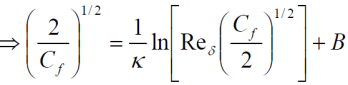 ⇒ (2/C_f)^{1/2} = 1/κ ln[Re_δ (C_f/2)^{1/2}] + B